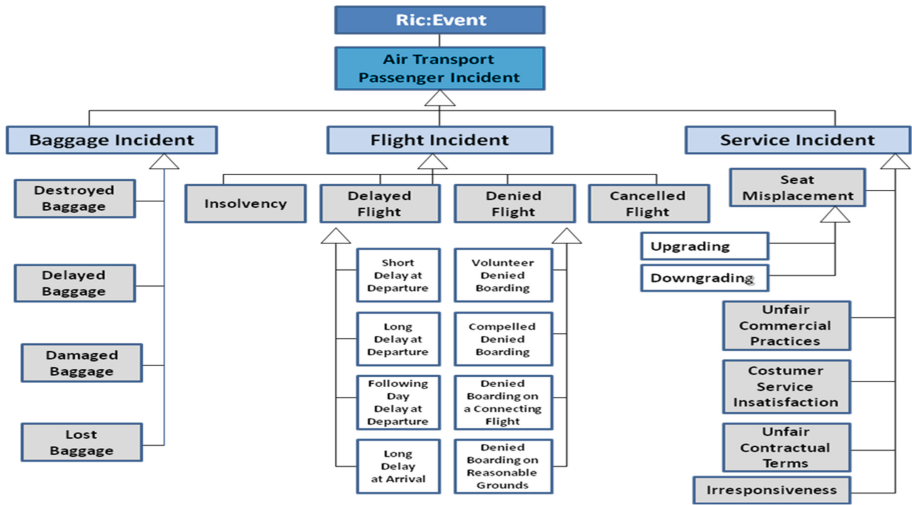 Ric:Event
Air Transport
Passenger Incident
Baggage Incident
Flight Incident
Service Incident
Destroyed
Baggage
Delayed
Baggage
Damaged
Baggage
Lost
Baggage
Insolvency
Delayed
Flight
Denied
Flight
Cancelled
Flight
Short
Delay at
Departure
Long
Delay at
Departure
Following
Day
Delay at
Departure
Long
Delay
at Arrival
Volunteer
Denied
Boarding
Compelled
Denied
Boarding
Denied
Boarding on
a Connecting
Flight
Denied
Boarding on
Reasonable
Grounds
Seat
Misplacement
Upgrading
Downgrading
Unfair
Commercial
Practices
Costumer
Service
Insatisfaction
Unfair
Contractual
Terms
Irresponsiveness